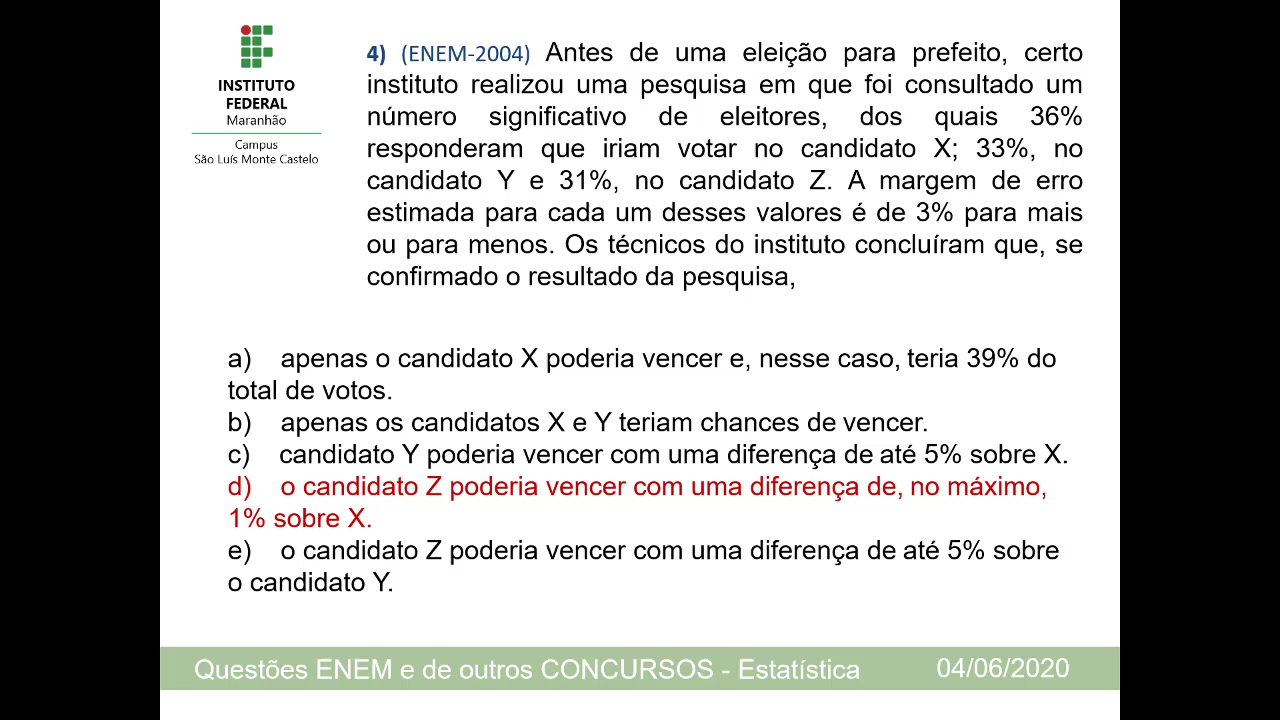 INSTITUTO
FEDERAL
Maranhão
Campus
São Luís Monte Castelo
4) (ENEM-2004) Antes de uma eleição para prefeito, certo
instituto realizou uma pesquisa em que foi consultado um
número significativo de eleitores, dos quais 36%
responderam que iriam votar no candidato X; 33%, no
candidato Y e 31%, no candidato Z. A margem de erro
estimada para cada um desses valores é de 3% para mais
ou para menos. Os técnicos do instituto concluíram que, se
confirmado o resultado da pesquisa,
a) apenas o candidato X poderia vencer e, nesse caso, teria 39% do
total de votos.
b) apenas os candidatos X e Y teriam chances de vencer.
c) candidato Y poderia vencer com uma diferença de até 5% sobre X.
d) o candidato Z poderia vencer com uma diferença de, no máximo,
1% sobre X.
e) o candidato Z poderia vencer com uma diferença de até 5% sobre
o candidato Y.
Questões ENEM e de outros CONCURSOS - Estatística 04/06/2020